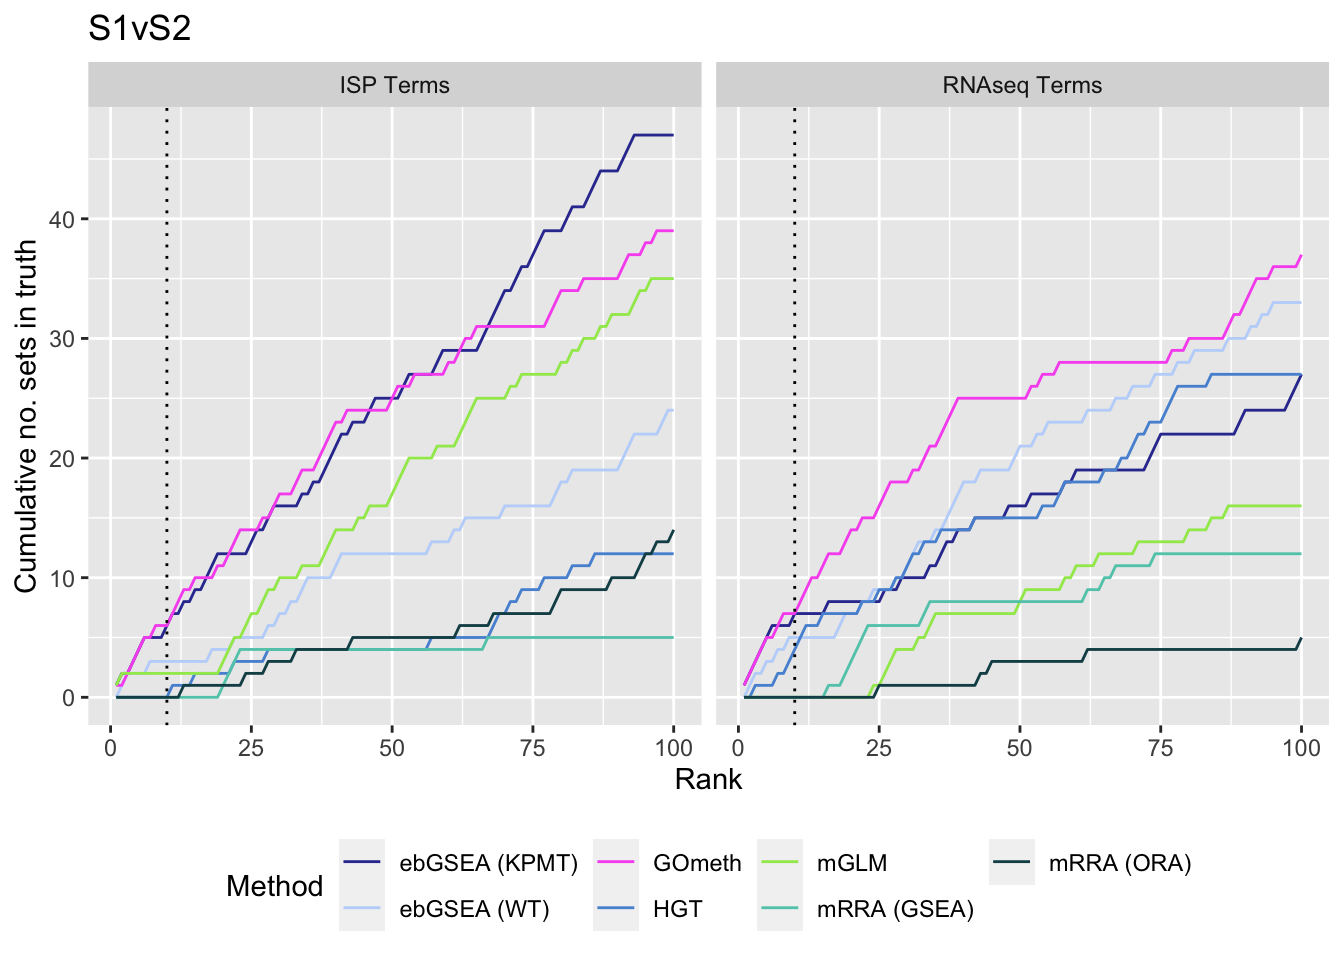 S1vS2
ISP Terms
RNAseq Terms
Cumulative no. sets in truth
40
30
20
10
0
0 25 50 75 100
0 25 50 75 100
Rank
Method
ebGSEA (KPMT) GOmeth mGLM mRRA (ORA)
ebGSEA (WT) HGT mRRA (GSEA)